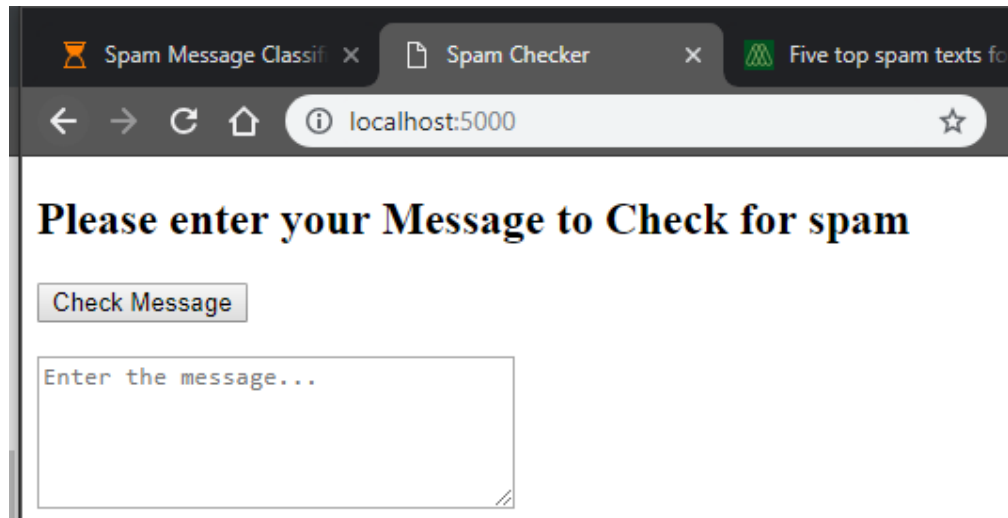 Spam Message Classif
Spam Checker
Five top spam texts fo
localhost:5000
Please enter your Message to Check for spam
Check Message
Enter the message...